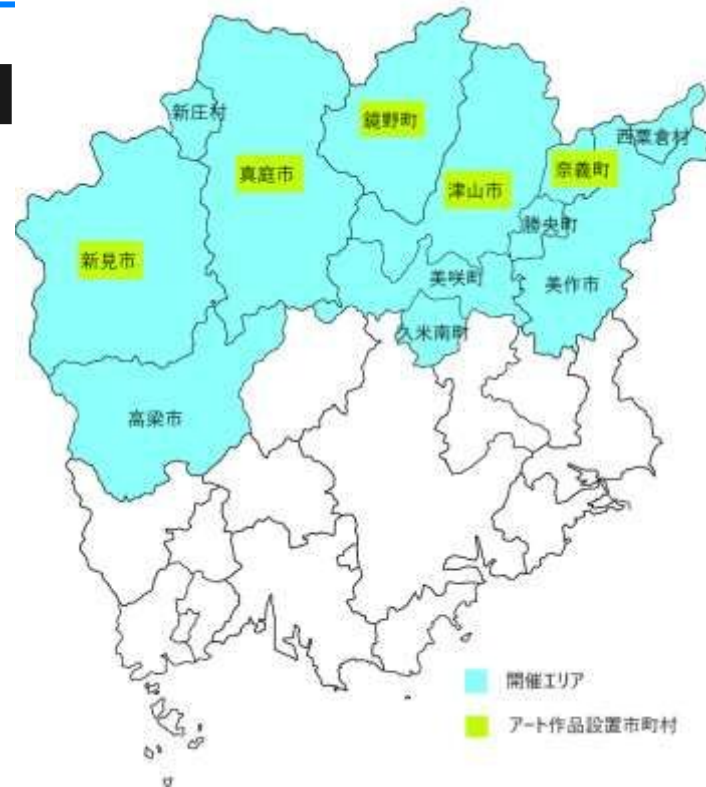 新庄村
鏡野町
西粟倉村
真庭市
奈義町
津山市
勝央町
新見市
美咲町
美作市
久米南町
高梁市
開催エリア
アート作品設置市町村